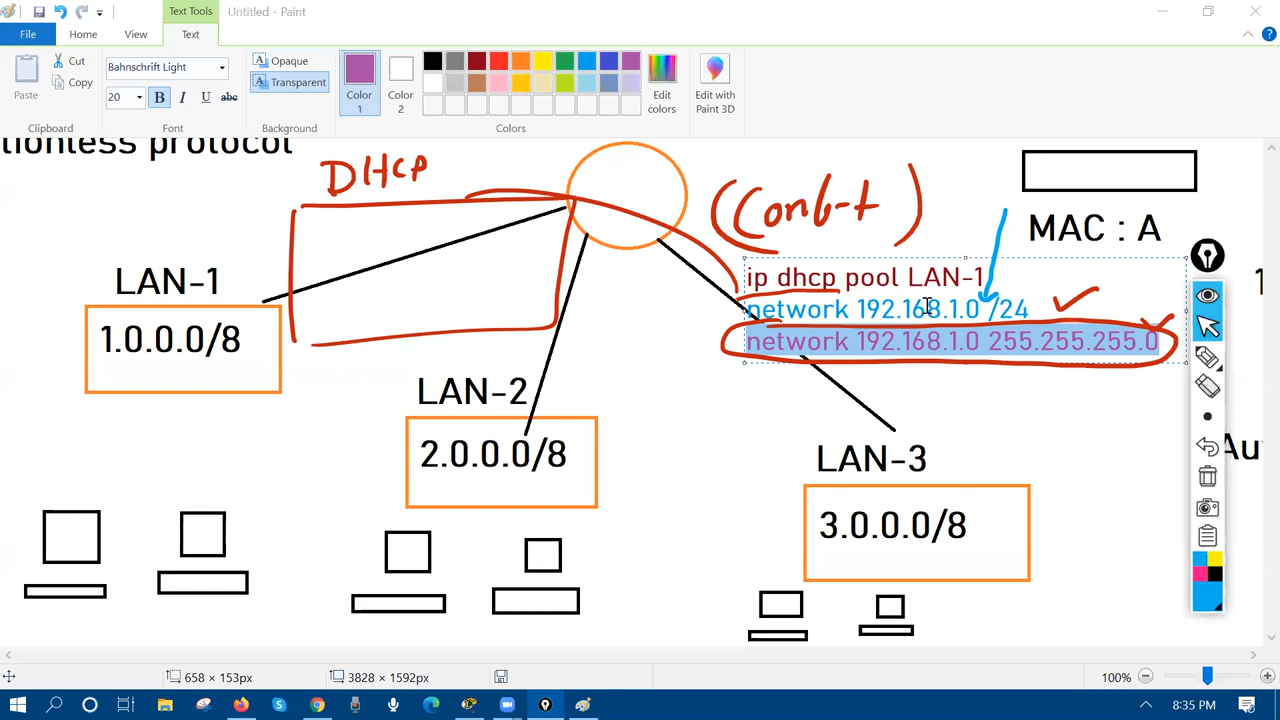 Untitled - Paint
Text Tools
File
Home
View
Text
Cut
Copy
Paste
Clipboard
Bahnschrift Light
20
B I U abc
Font
Opaque
Transparent
Background
Color 1
Color 2
Edit colors
Edit with Paint 3D
Colors
tionless protocol
DHCP
(Conf-t)
MAC : A
ip dhcp pool LAN-1
network 192.168.1.0 /24
network 192.168.1.0 255.255.255.0
LAN-1
1.0.0.0/8
LAN-2
2.0.0.0/8
LAN-3
3.0.0.0/8
Au
658 × 153px
3828 × 1592px
100%
8:35 PM